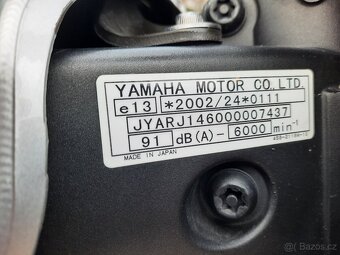 YAMAHA MOTOR CO., LTD
e13 *2002/24*0111
JYARJ146000007437
91 dB(A) - 6000 min⁻¹
MADE IN JAPAN
Bazos.cz